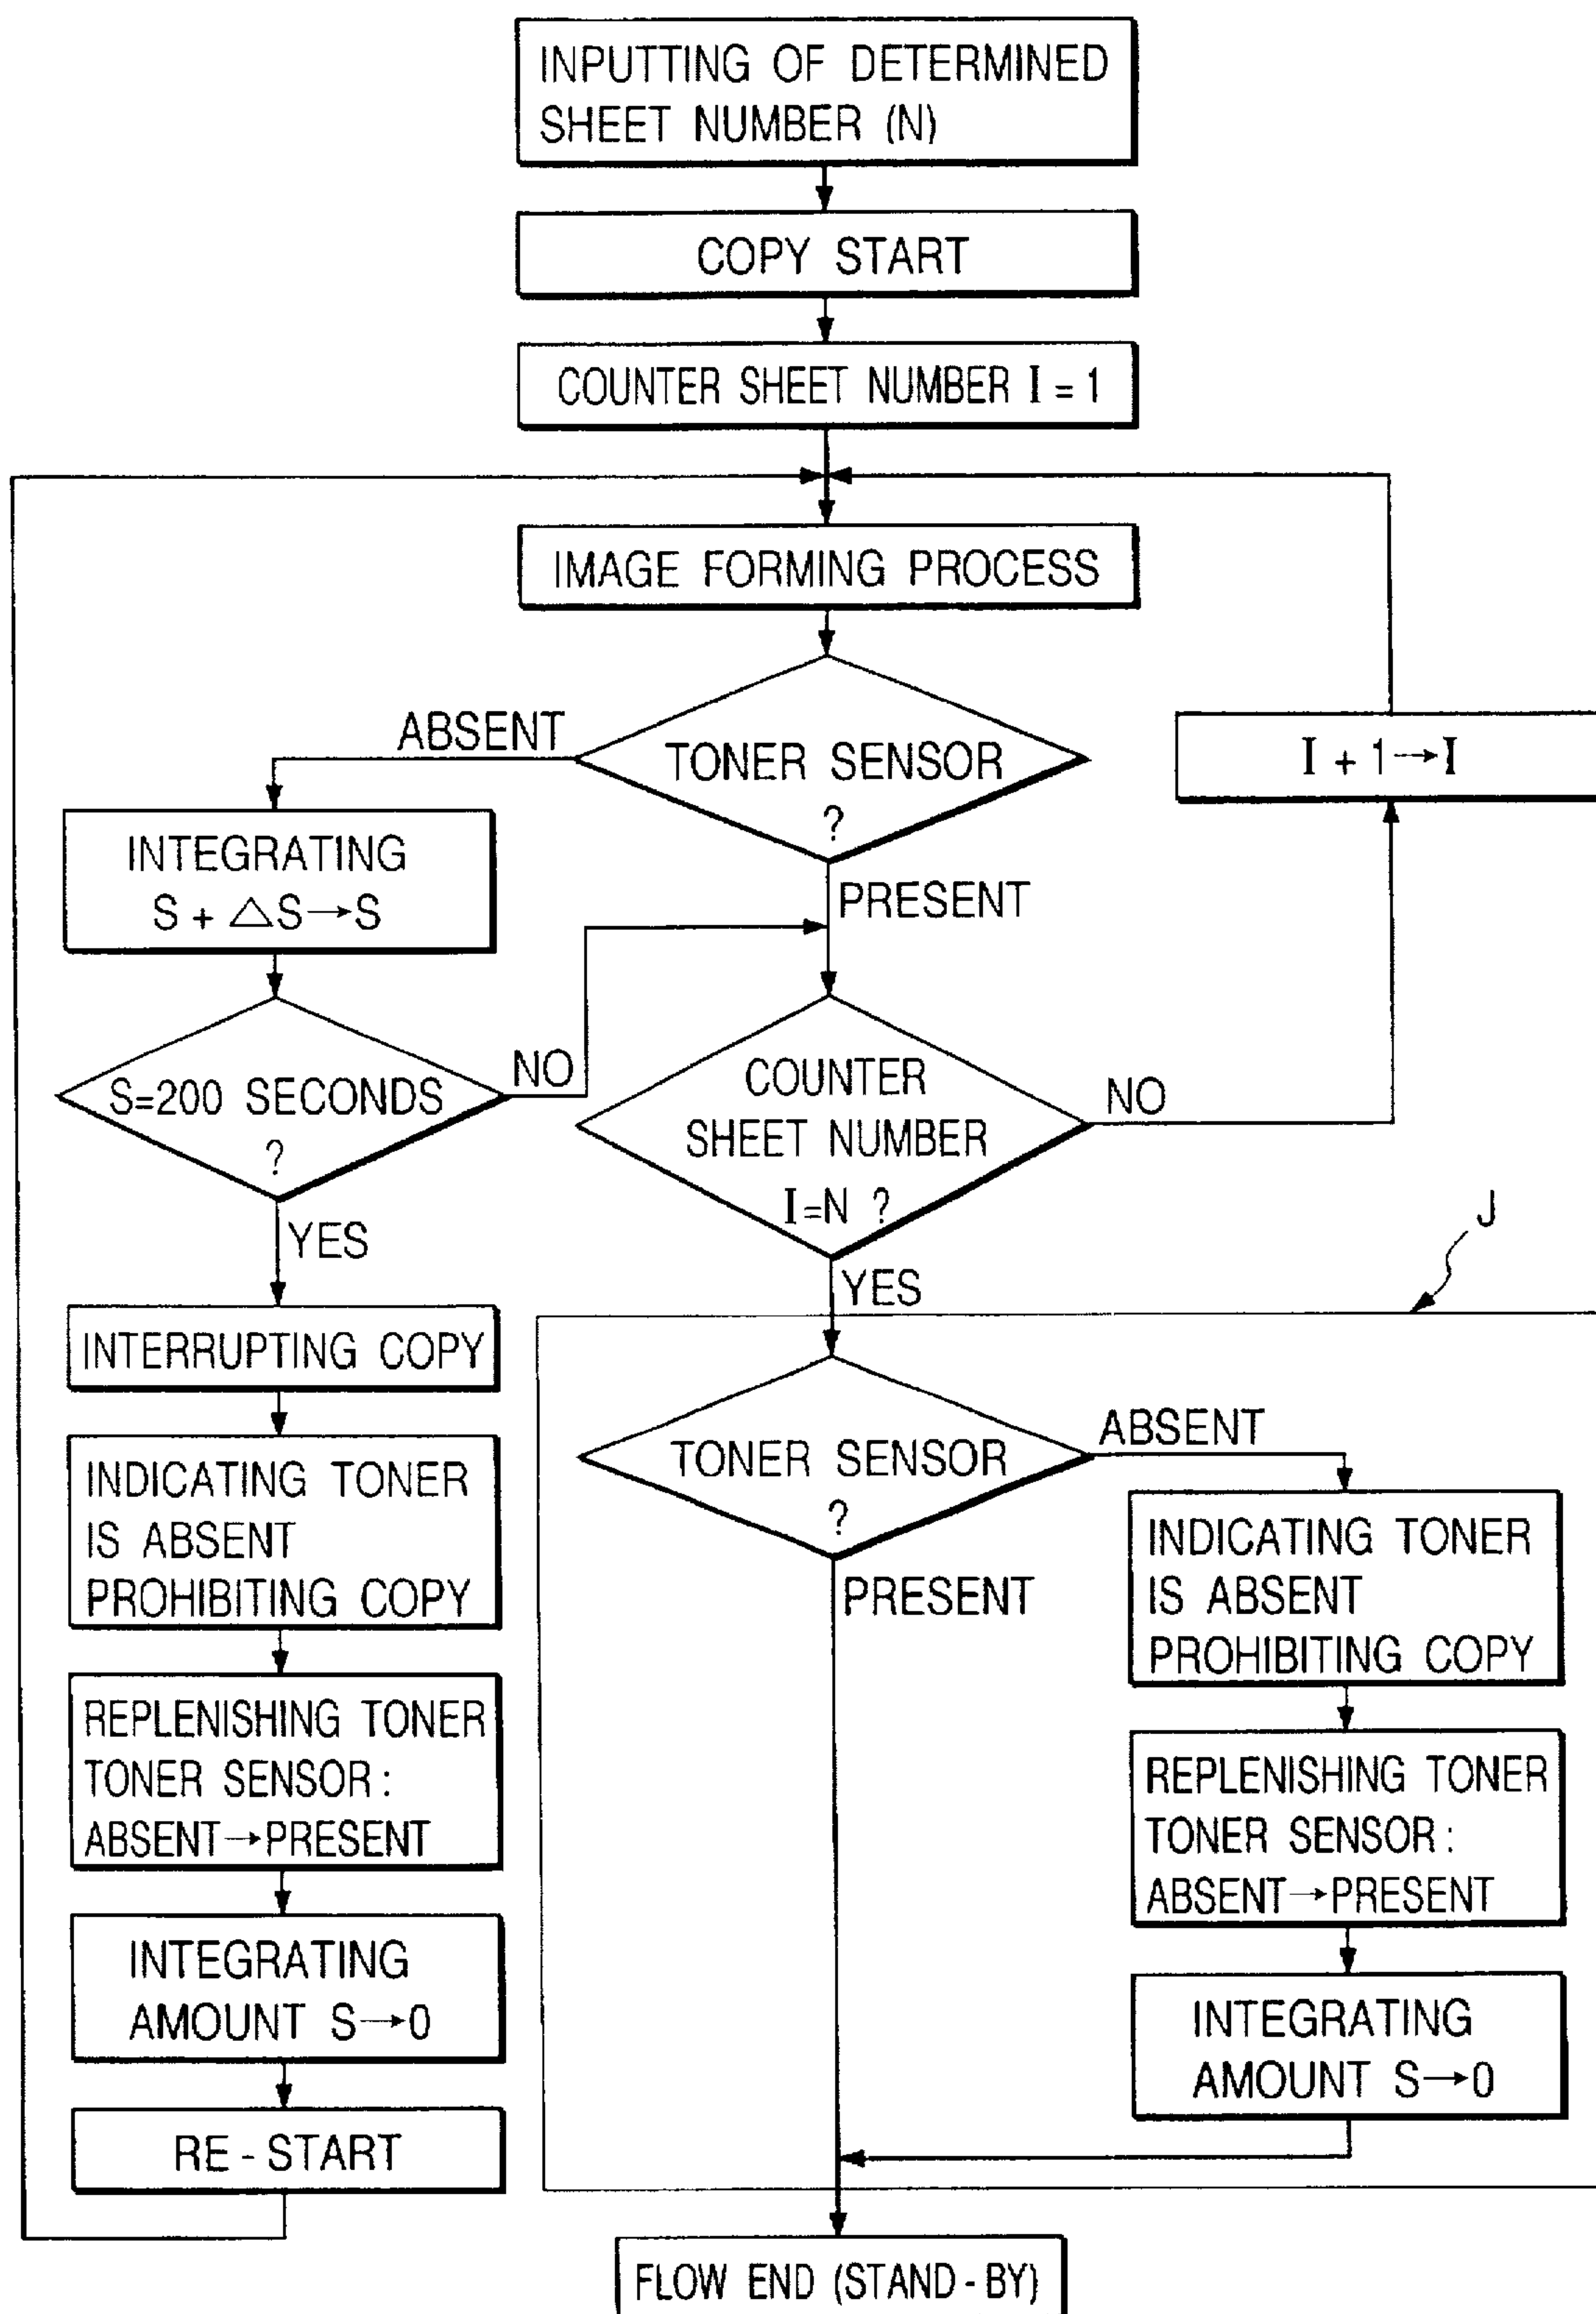 INPUTTING OF DETERMINED
SHEET NUMBER (N)
COPY START
COUNTER SHEET NUMBER I = 1
IMAGE FORMING PROCESS
TONER SENSOR
?
ABSENT
PRESENT
I + 1→I
INTEGRATING
S + △S→S
S=200 SECONDS
?
NO
YES
COUNTER
SHEET NUMBER
I=N ?
NO
YES
J
INTERRUPTING COPY
INDICATING TONER
IS ABSENT
PROHIBITING COPY
REPLENISHING TONER
TONER SENSOR:
ABSENT→PRESENT
INTEGRATING
AMOUNT S→0
RE - START
TONER SENSOR
?
ABSENT
PRESENT
INDICATING TONER
IS ABSENT
PROHIBITING COPY
REPLENISHING TONER
TONER SENSOR:
ABSENT→PRESENT
INTEGRATING
AMOUNT S→0
FLOW END (STAND - BY)